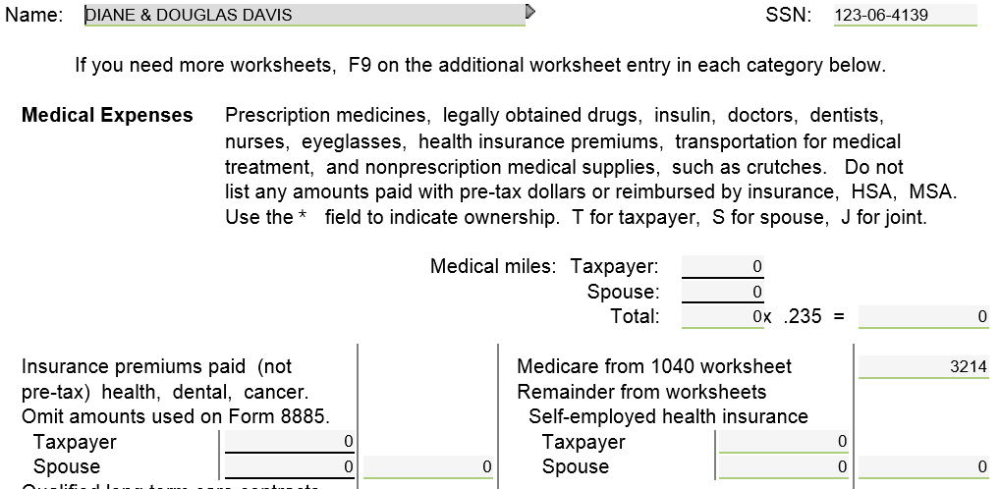 Name: DIANE & DOUGLAS DAVIS SSN: 123-06-4139
If you need more worksheets, F9 on the additional worksheet entry in each category below.
Medical Expenses Prescription medicines, legally obtained drugs, insulin, doctors, dentists,
nurses, eyeglasses, health insurance premiums, transportation for medical
treatment, and nonprescription medical supplies, such as crutches. Do not
list any amounts paid with pre-tax dollars or reimbursed by insurance, HSA, MSA.
Use the * field to indicate ownership. T for taxpayer, S for spouse, J for joint.
Medical miles: Taxpayer: 0
Spouse: 0
Total: 0 x .235 = 0
Insurance premiums paid (not Medicare from 1040 worksheet 3214
pre-tax) health, dental, cancer. Remainder from worksheets
Omit amounts used on Form 8885. Self-employed health insurance
Taxpayer 0 Taxpayer 0
Spouse 0 0 Spouse 0 0
Qualified long term care contracts